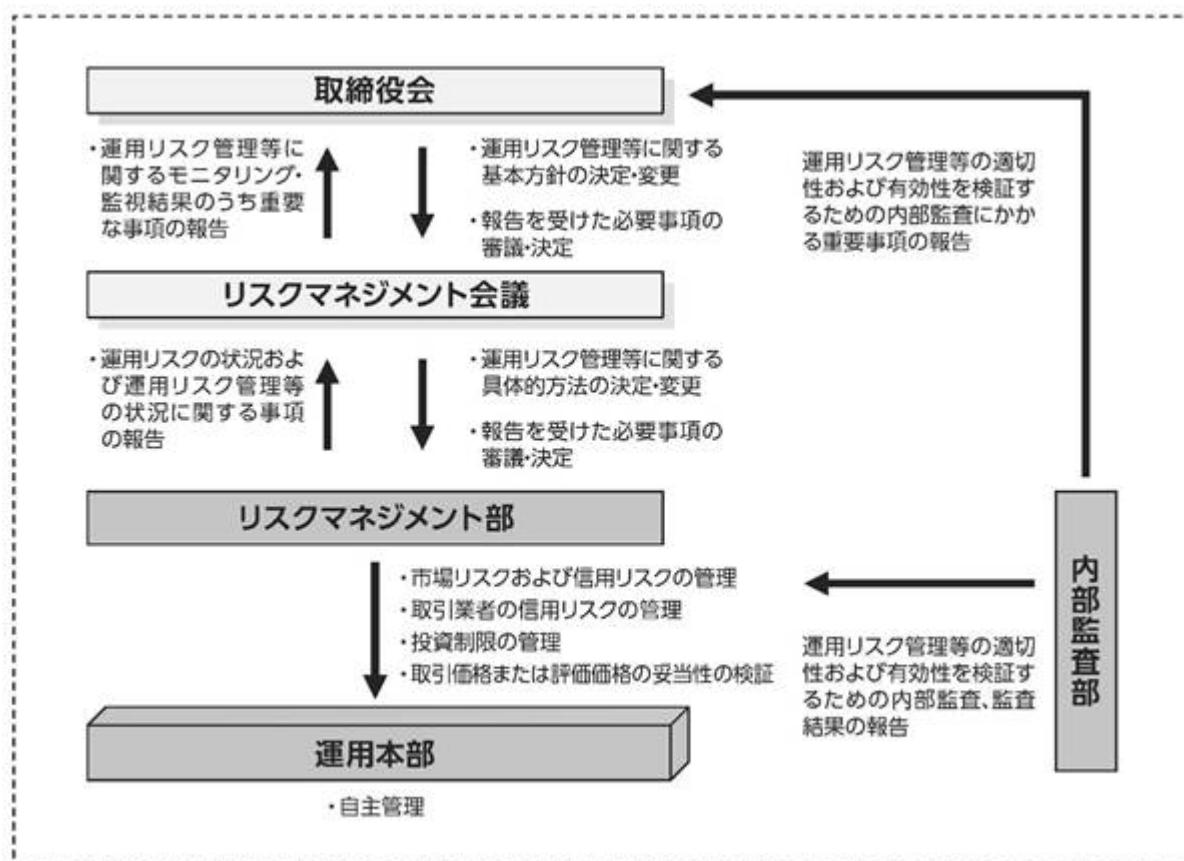 取締役会
・運用リスク管理等に
関するモニタリング・
監視結果のうち重要
な事項の報告
・運用リスク管理等に関する
基本方針の決定・変更
・報告を受けた必要事項の
審議・決定
運用リスク管理等の適切
性および有効性を検証す
るための内部監査にかか
る重要事項の報告
リスクマネジメント会議
・運用リスクの状況およ
び運用リスク管理等
の状況に関する事項
の報告
・運用リスク管理等に関する
具体的方法の決定・変更
・報告を受けた必要事項の
審議・決定
リスクマネジメント部
・市場リスクおよび信用リスクの管理
・取引業者の信用リスクの管理
・投資制限の管理
・取引価格または評価価格の妥当性の検証
運用リスク管理等の適切
性および有効性を検証す
るための内部監査、監査
結果の報告
内部監査部
運用本部
・自主管理